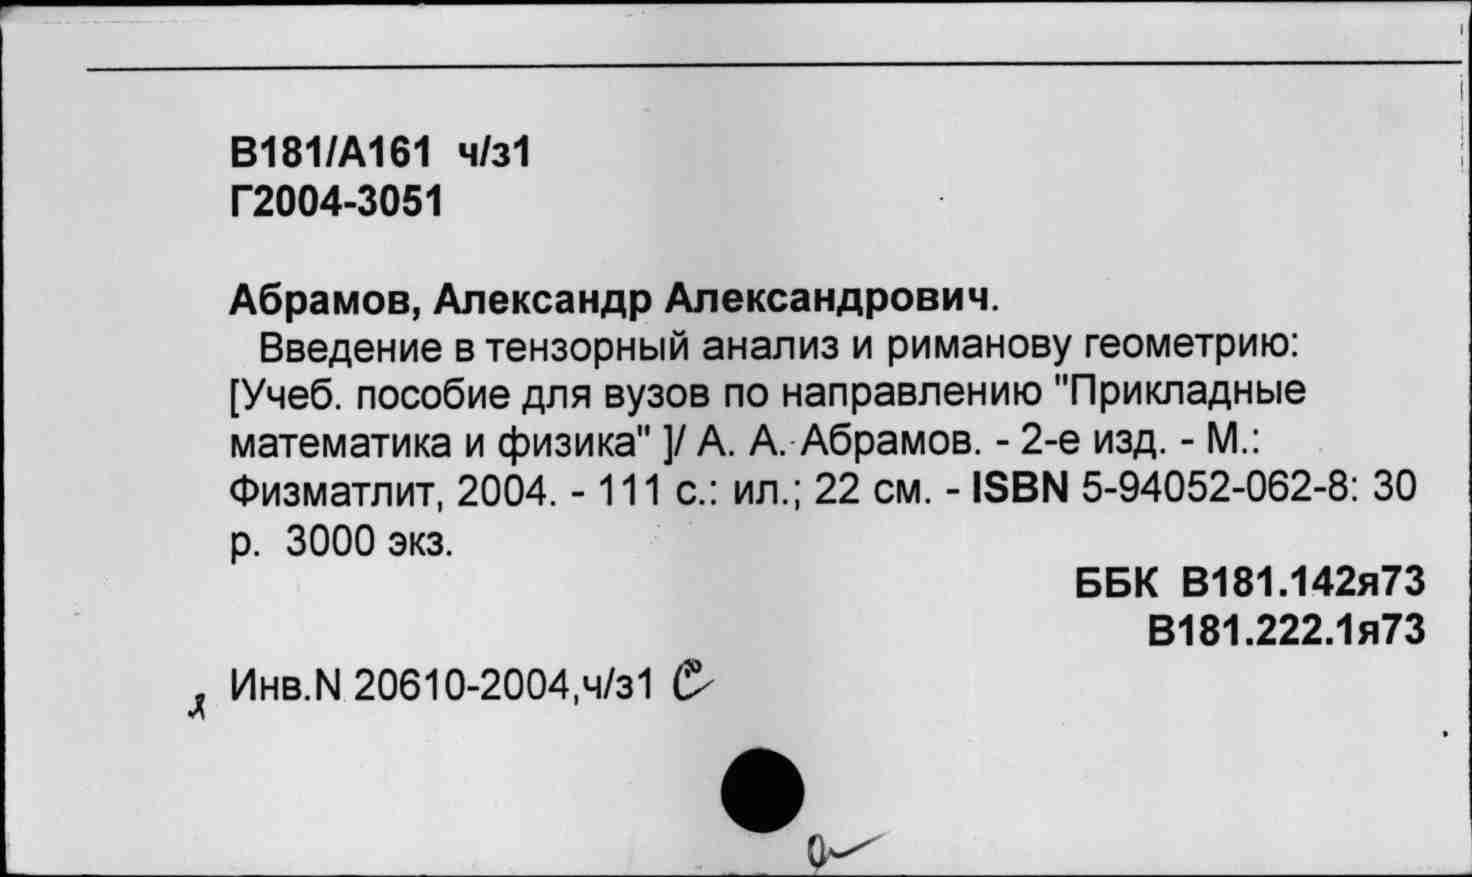 В181/А161 ч/з1
Г2004-3051
Абрамов, Александр Александрович.
Введение в тензорный анализ и риманову геометрию:
[Учеб. пособие для вузов по направлению "Прикладные
математика и физика" ]/ А. А. Абрамов. - 2-е изд. - М.:
Физматлит, 2004. - 111 с.: ил.; 22 см. - ISBN 5-94052-062-8: 30
р. 3000 экз.
ББК В181.142я73
В181.222.1я73
Инв.N 20610-2004,ч/з1